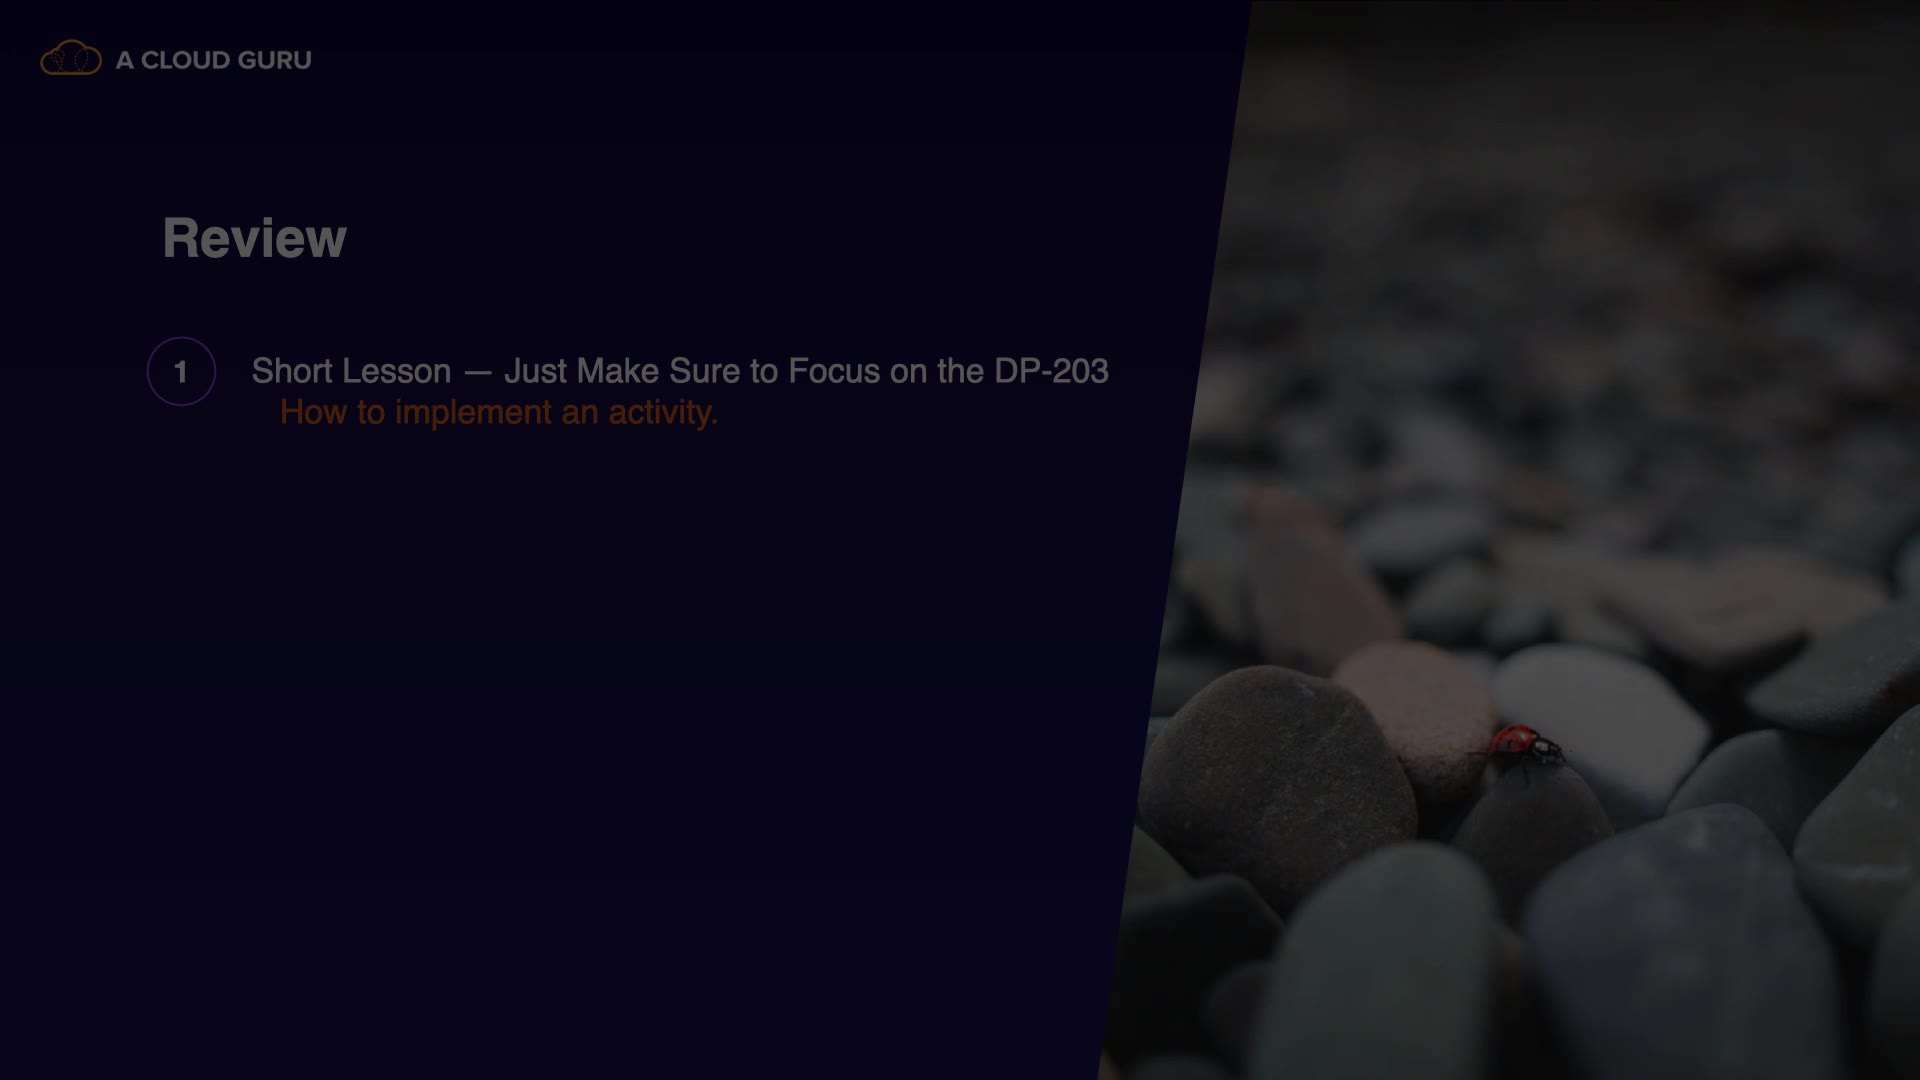 A CLOUD GURU
Review
1 Short Lesson — Just Make Sure to Focus on the DP-203
How to implement an activity.